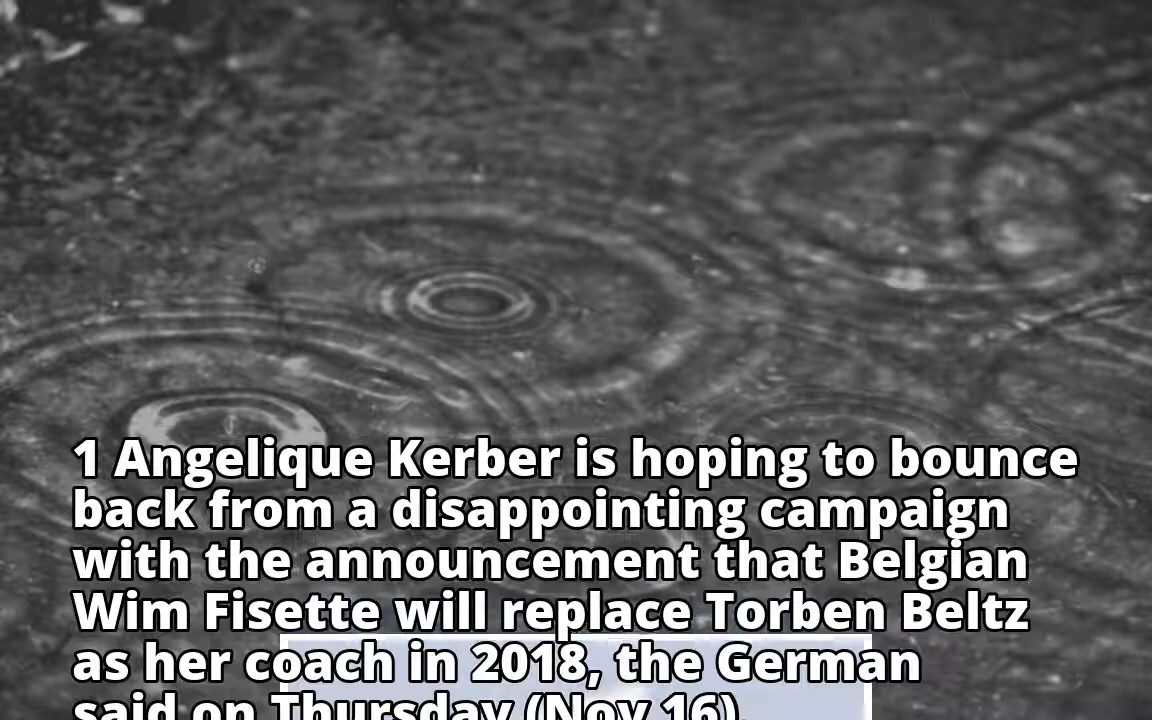 1 Angelique Kerber is hoping to bounce
back from a disappointing campaign
with the announcement that Belgian
Wim Fisette will replace Torben Beltz
as her coach in 2018, the German
said on Thursday (Nov 16).